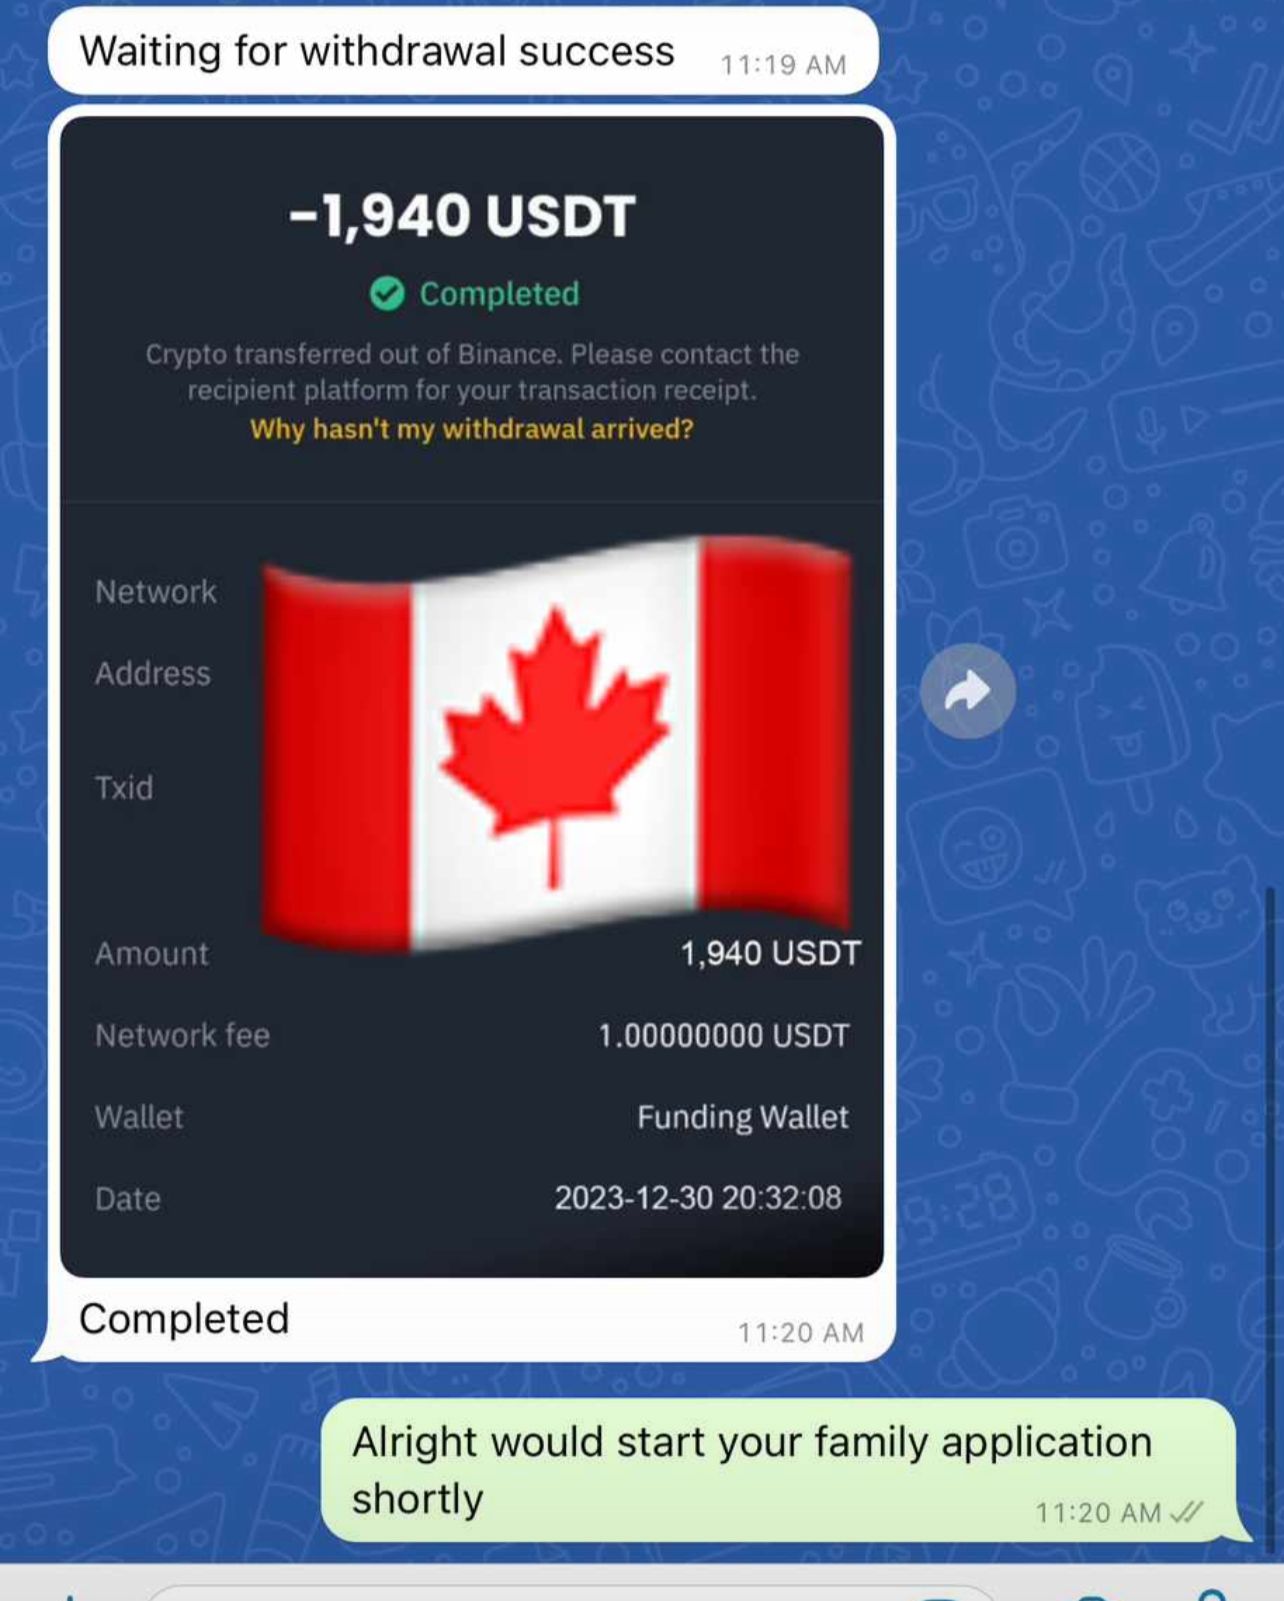 Waiting for withdrawal success 11:19 AM
-1,940 USDT
Completed
Crypto transferred out of Binance. Please contact the
recipient platform for your transaction receipt.
Why hasn't my withdrawal arrived?
Network
Address
Txid
Amount 1,940 USDT
Network fee 1.00000000 USDT
Wallet Funding Wallet
Date 2023-12-30 20:32:08
Completed 11:20 AM
Alright would start your family application
shortly 11:20 AM